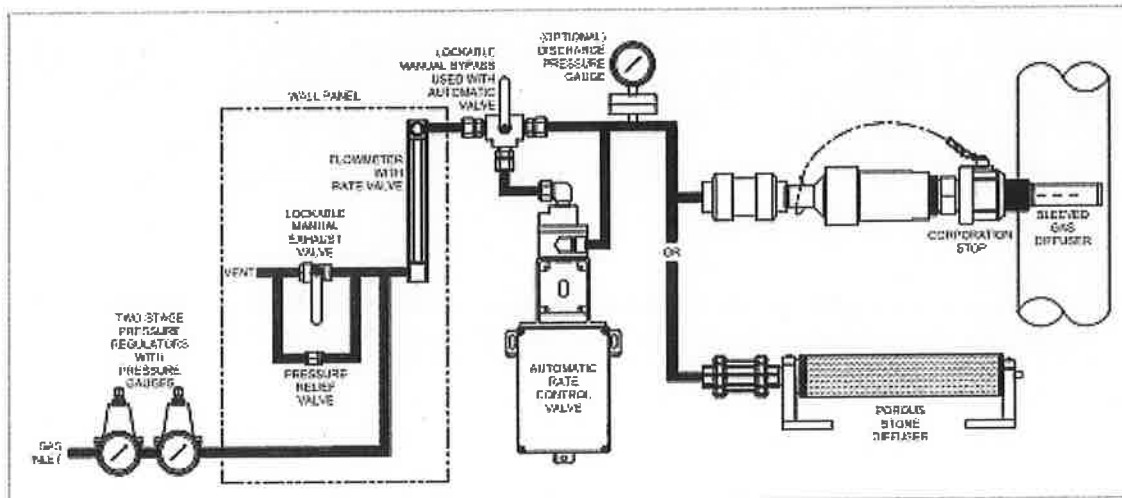 WALL PANEL
LOCKABLE
MANUAL BYPASS
USED WITH
AUTOMATIC
VALVE
(OPTIONAL)
DISCHARGE
PRESSURE
GAUGE
FLOWMETER
WITH
RATE VALVE
LOCKABLE
MANUAL
EXHAUST
VALVE
VENT
PRESSURE
RELIEF
VALVE
TWO STAGE
PRESSURE
REGULATORS
WITH
PRESSURE
GAUGES
GAS
INLET
AUTOMATIC
RATE
CONTROL
VALVE
OR
CORPORATION
STOP
SLEEVED
GAS
DIFFUSER
POROUS
STONE
DIFFUSER